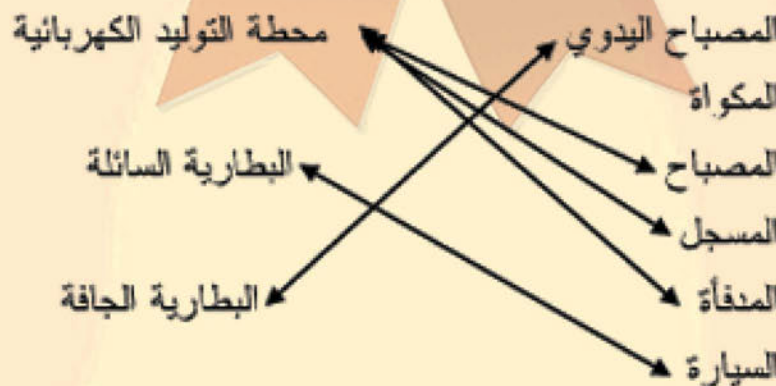 المصباح اليدوي
محطة التوليد الكهربائية
المكواة
المصباح
البطارية السائلة
المسجل
المدفأة
البطارية الجافة
السيارة